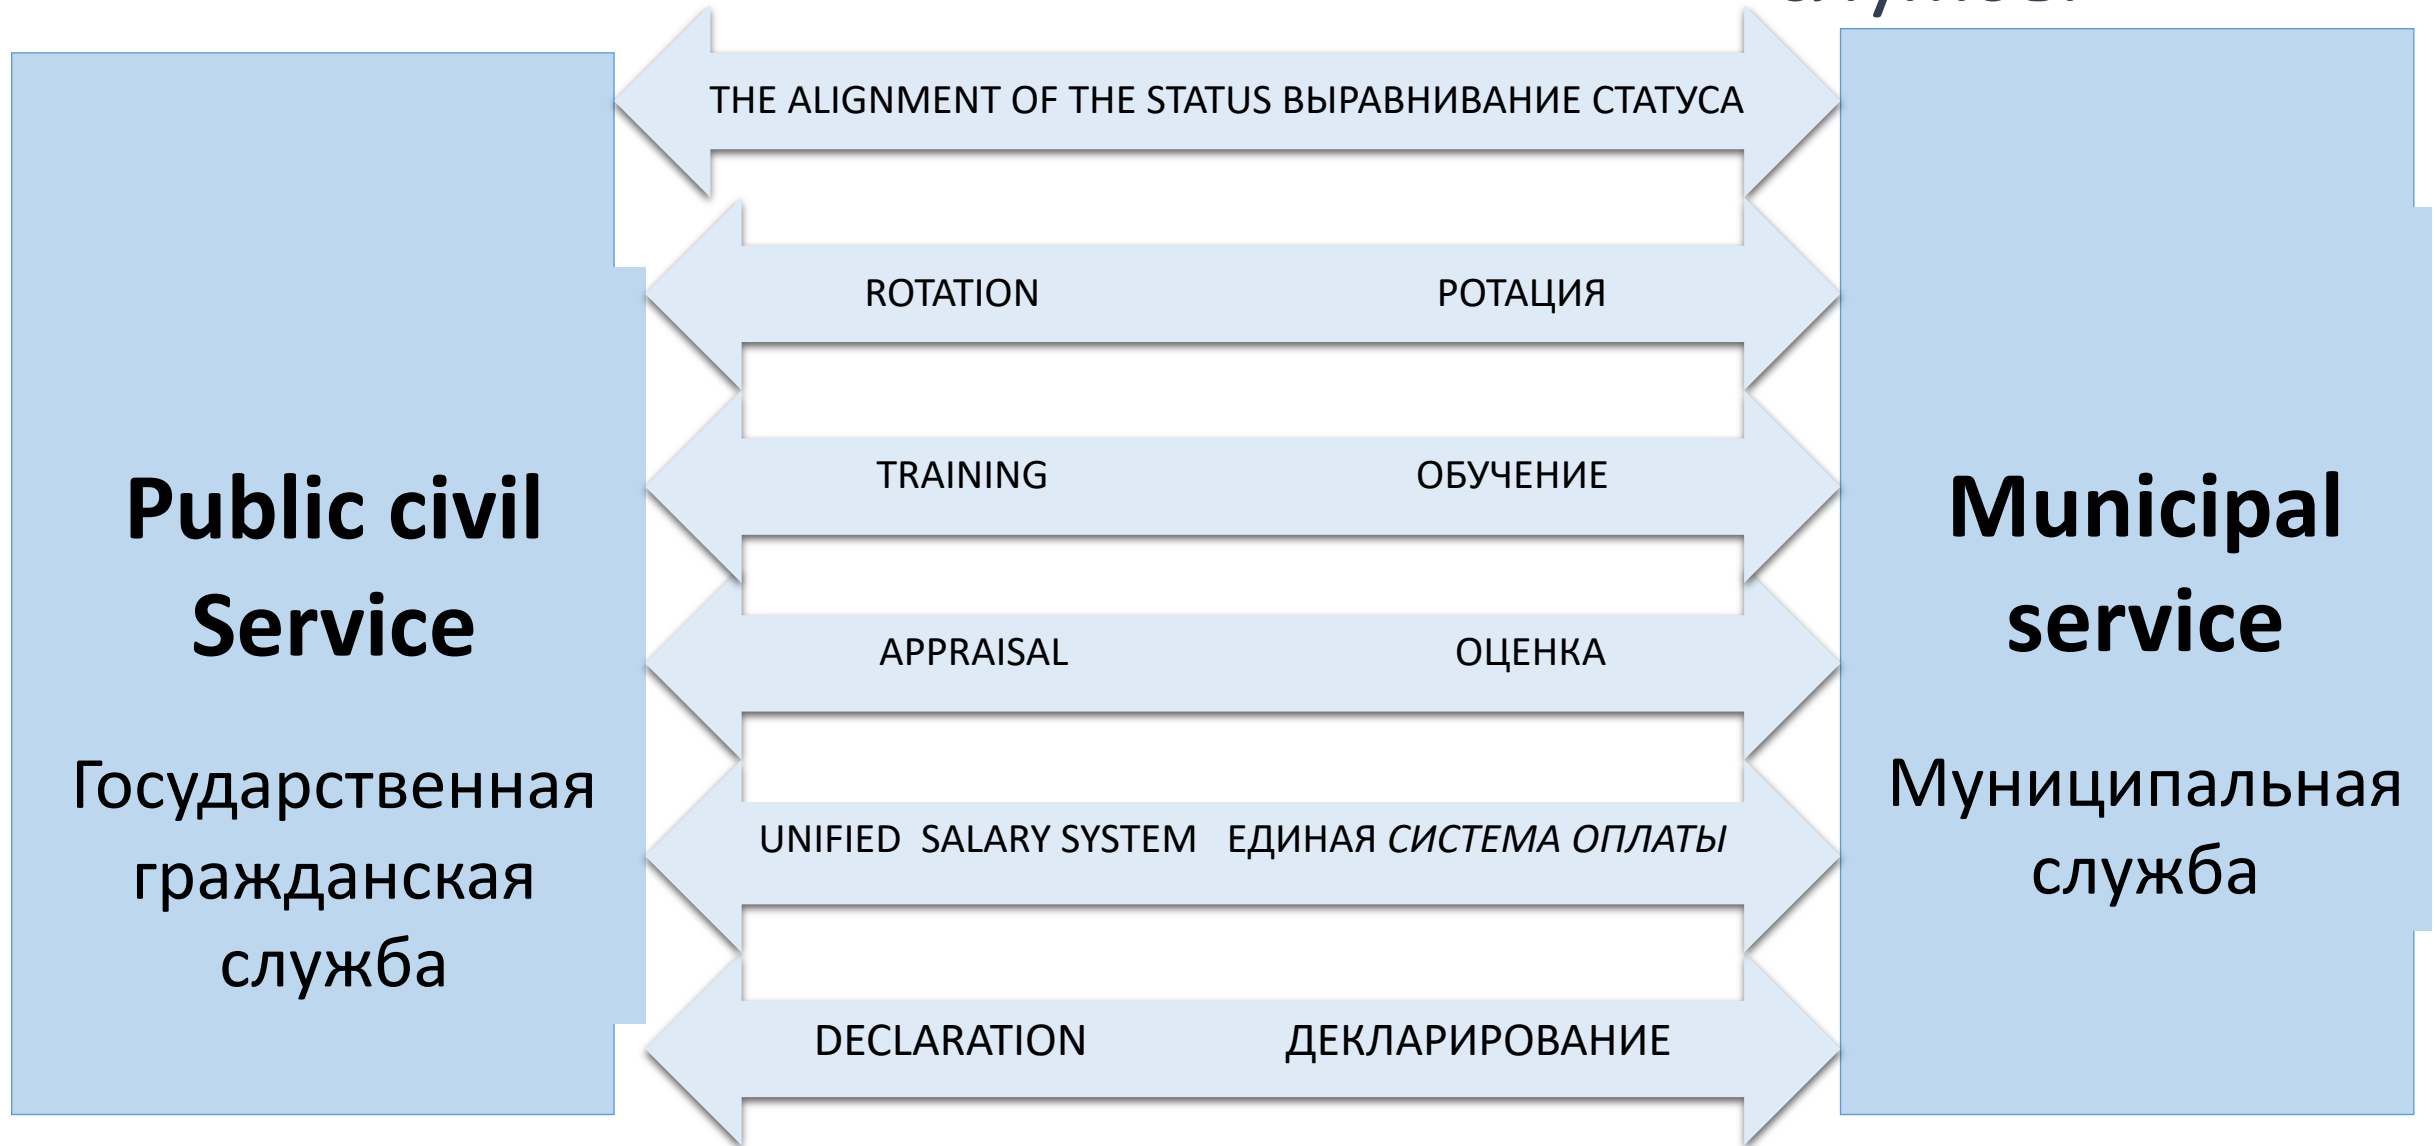 THE ALIGNMENT OF THE STATUS ВЫРАВНИВАНИЕ СТАТУСА
ROTATION РОТАЦИЯ
TRAINING ОБУЧЕНИЕ
APPRAISAL ОЦЕНКА
UNIFIED SALARY SYSTEM ЕДИНАЯ СИСТЕМА ОПЛАТЫ
DECLARATION ДЕКЛАРИРОВАНИЕ
Public civil
Service
Государственная
гражданская
служба
Municipal
service
Муниципальная
служба